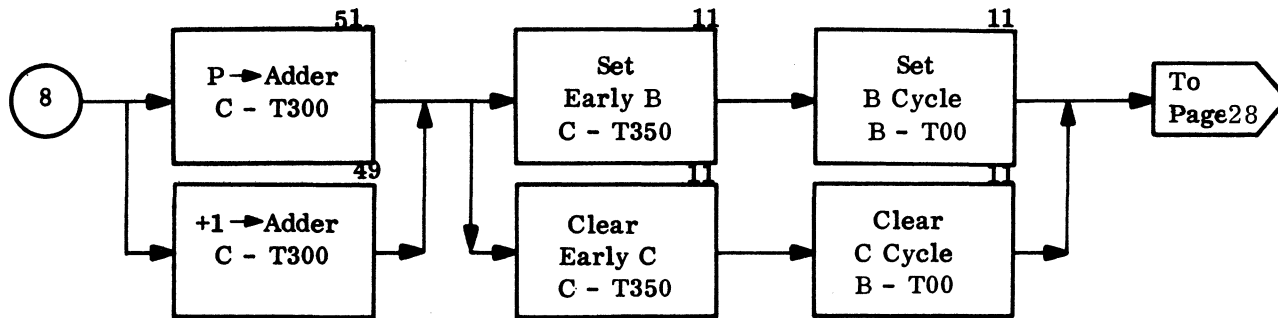 8
51
P → Adder
C - T300
49
+1 → Adder
C - T300
11
Set
Early B
C - T350
11
Clear
Early C
C - T350
11
Set
B Cycle
B - T00
11
Clear
C Cycle
B - T00
To
Page28